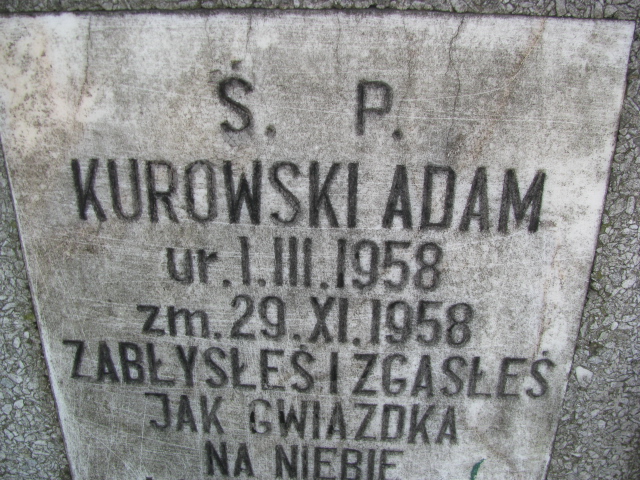 Ś. P.
KUROWSKI ADAM
ur. 1. III. 1958
zm. 29. XI. 1958
ZABŁYSŁEŚ I ZGASŁEŚ
JAK GWIAZDKA
NA NIEBIE